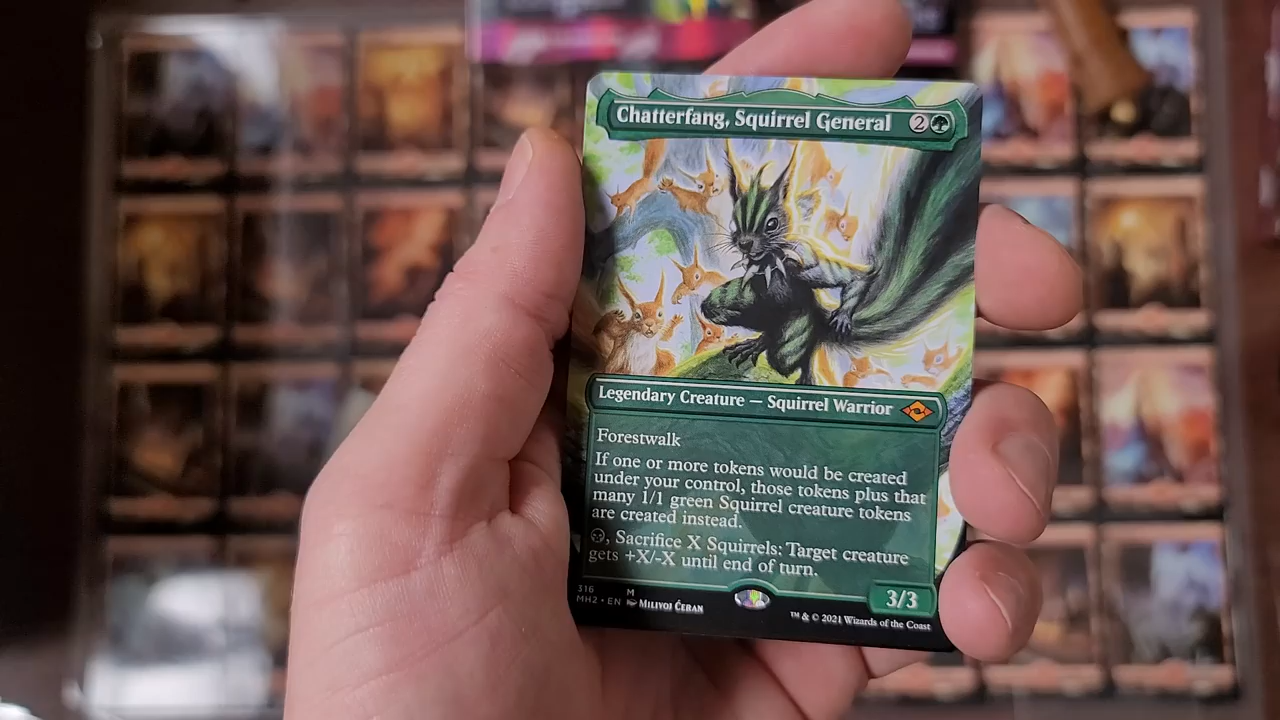 Chatterfang, Squirrel General 2
Legendary Creature — Squirrel Warrior
Forestwalk
If one or more tokens would be created
under your control, those tokens plus that
many 1/1 green Squirrel creature tokens
are created instead.
, Sacrifice X Squirrels: Target creature
gets +X/-X until end of turn.
3/3
316 M
MH2 • EN Milivoj Ćeran
™ & © 2021 Wizards of the Coast